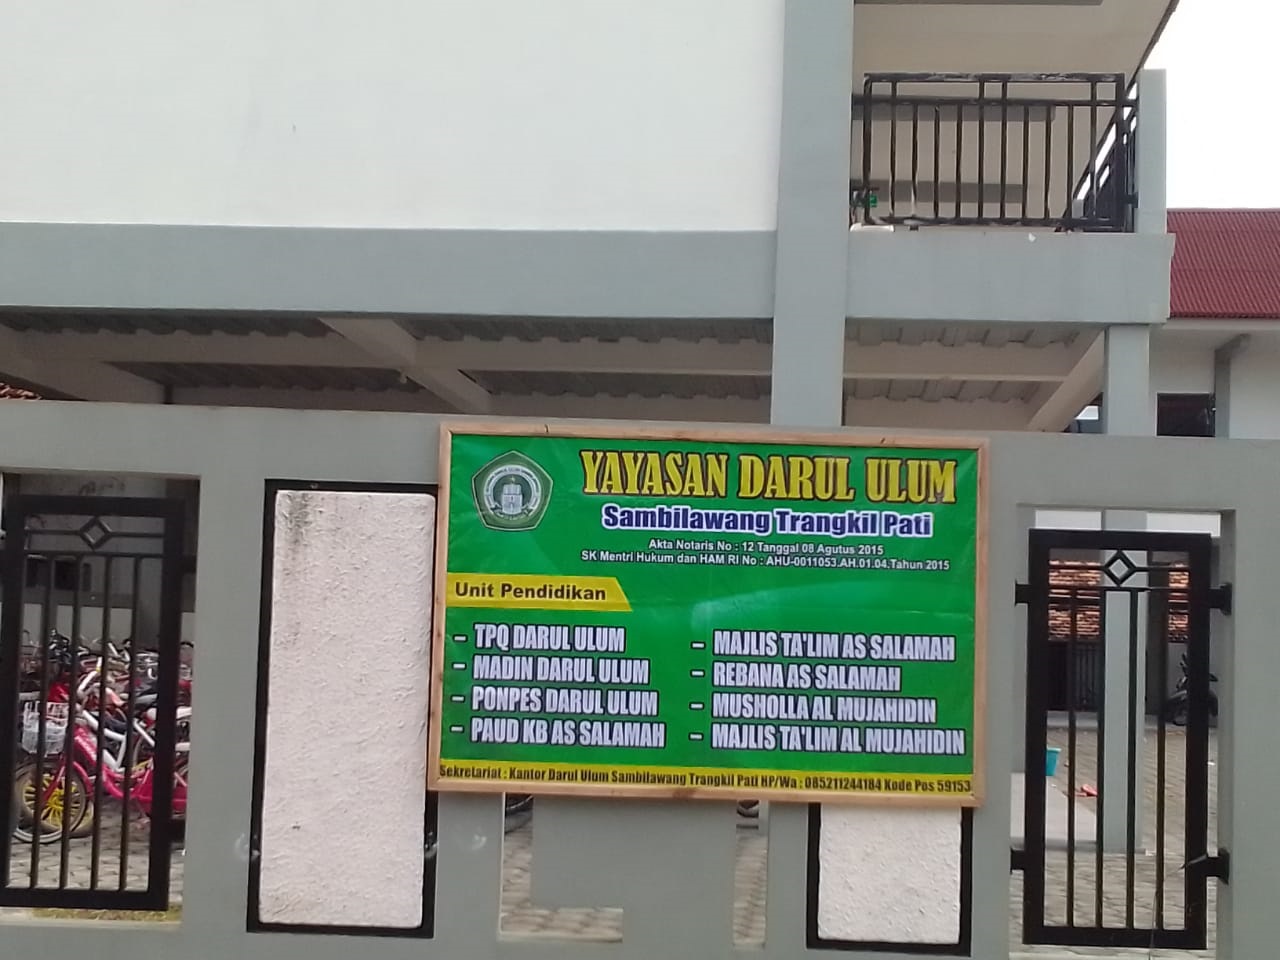 YAYASAN DARUL ULUM
Sambilawang Trangkil Pati
Akta Notaris No : 12 Tanggal 08 Agutus 2015
SK Mentri Hukum dan HAM RI No : AHU-0011053.AH.01.04.Tahun 2015
Unit Pendidikan
- TPQ DARUL ULUM
- MADIN DARUL ULUM
- PONPES DARUL ULUM
- PAUD KB AS SALAMAH
- MAJLIS TA'LIM AS SALAMAH
- REBANA AS SALAMAH
- MUSHOLLA AL MUJAHIDIN
- MAJLIS TA'LIM AL MUJAHIDIN
Sekretariat : Kantor Darul Ulum Sambilawang Trangkil Pati HP/Wa : 085211244184 Kode Pos 59153